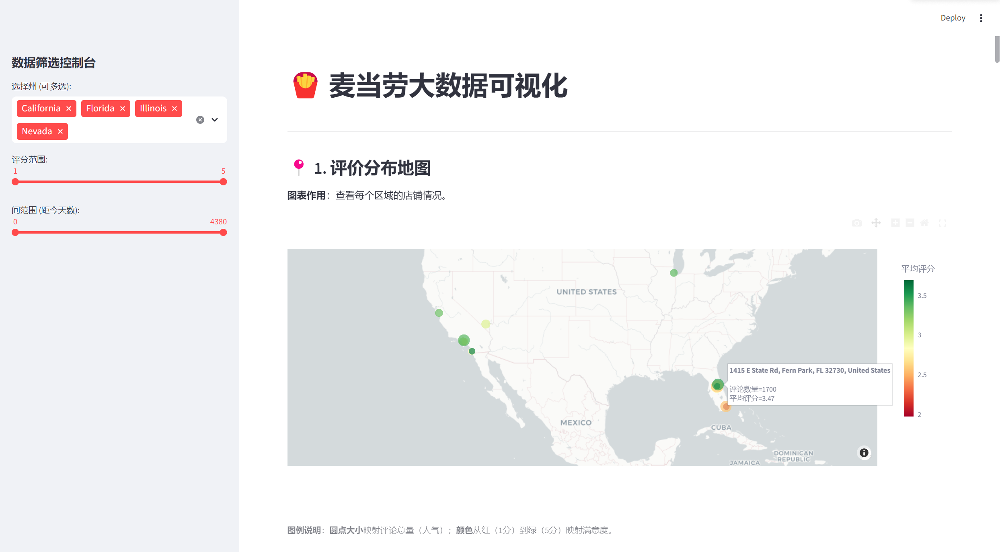 Deploy
数据筛选控制台
选择州 (可多选):
California
Florida
Illinois
Nevada
评分范围:
1
5
间范围 (距今天数):
0
4380
麦当劳大数据可视化
1. 评价分布地图
图表作用：查看每个区域的店铺情况。
UNITED STATES
MEXICO
CUBA
JAMAICA
DOMINICAN
REPUBLIC
1415 E State Rd, Fern Park, FL 32730, United States
评论数量=1700
平均评分=3.47
平均评分
3.5
3
2.5
2
图例说明：圆点大小映射评论总量（人气）；颜色从红（1分）到绿（5分）映射满意度。